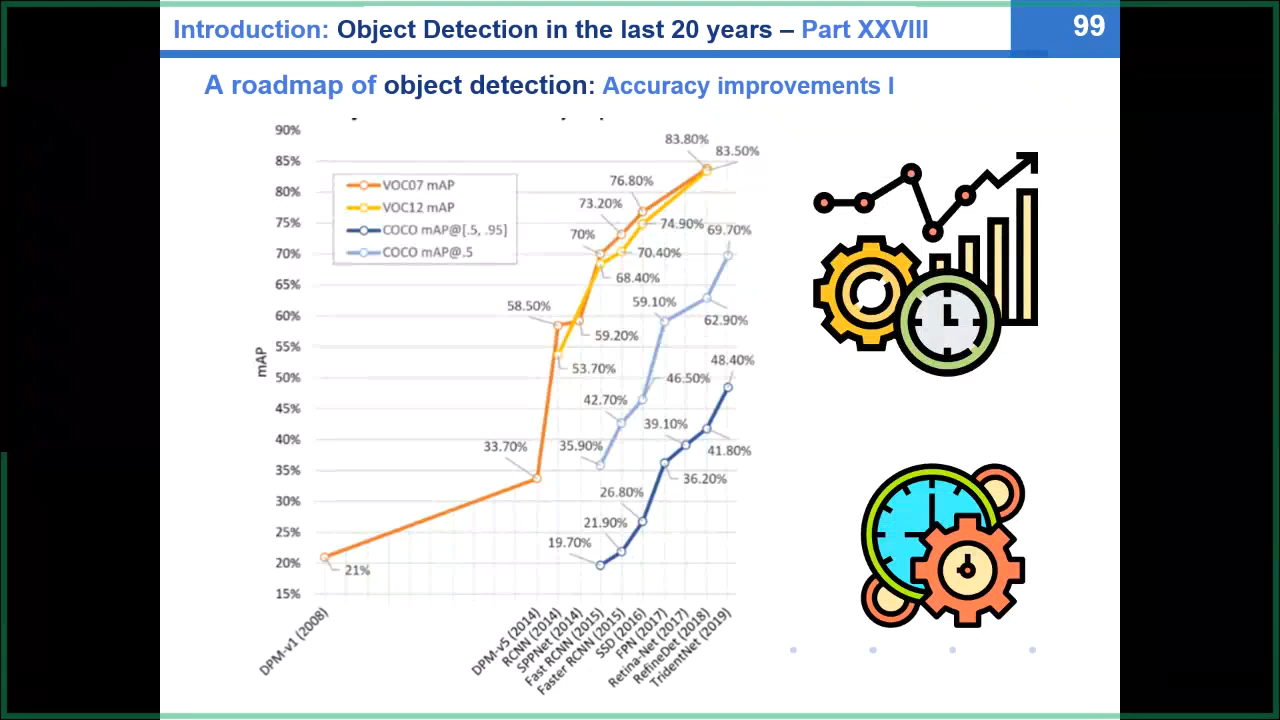 Introduction: Object Detection in the last 20 years – Part XXVIII
99
A roadmap of object detection: Accuracy improvements I
90%
85%
80%
75%
70%
65%
60%
55%
50%
45%
40%
35%
30%
25%
20%
15%
mAP
VOC07 mAP
VOC12 mAP
COCO mAP@[.5, .95]
COCO mAP@.5
83.80%
83.50%
76.80%
73.20%
74.90%
69.70%
70%
70.40%
68.40%
58.50%
59.10%
62.90%
59.20%
53.70%
48.40%
46.50%
42.70%
39.10%
41.80%
35.90%
36.20%
33.70%
26.80%
21.90%
19.70%
21%
DPM-v1 (2008)
DPM-v5 (2014)
RCNN (2014)
SPPNet (2014)
Fast RCNN (2015)
Faster RCNN (2015)
SSD (2016)
FPN (2017)
Retina-Net (2017)
RefineDet (2018)
TridentNet (2019)